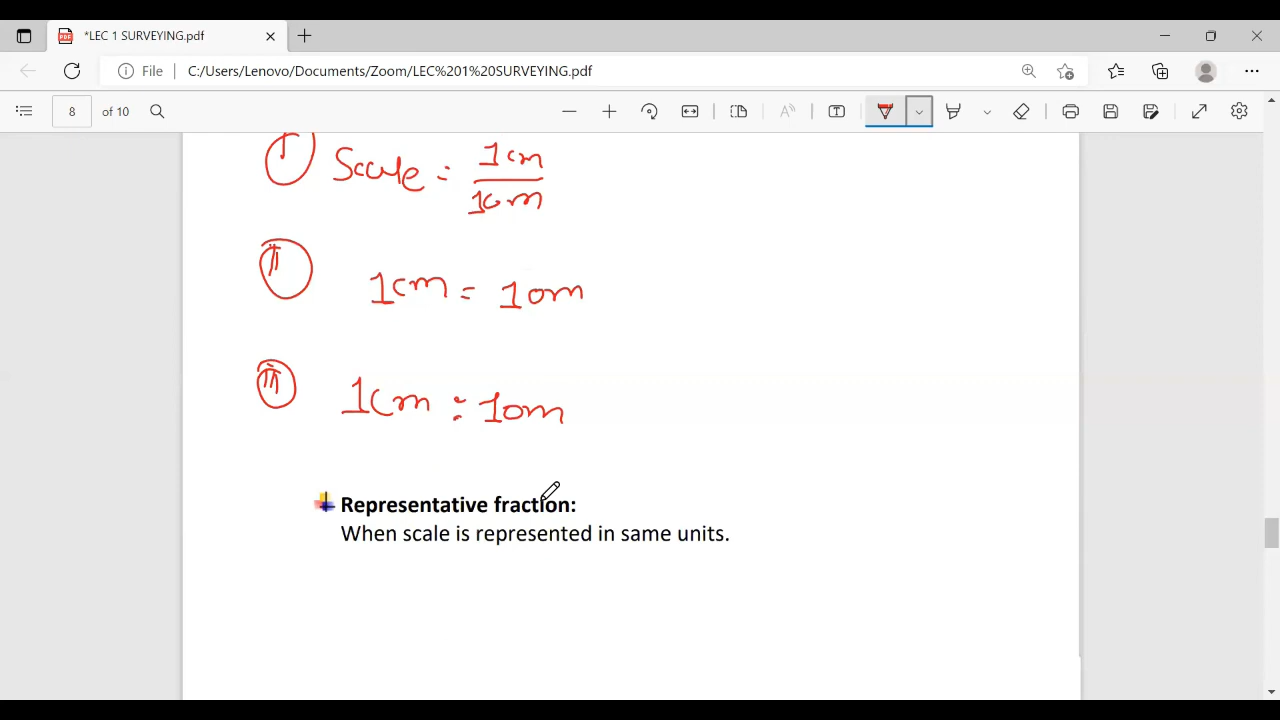 *LEC 1 SURVEYING.pdf
File C:/Users/Lenovo/Documents/Zoom/LEC%201%20SURVEYING.pdf
8 of 10
I Scale = 1cm
10m
II 1cm = 10m
III 1cm : 10m
Representative fraction:
When scale is represented in same units.